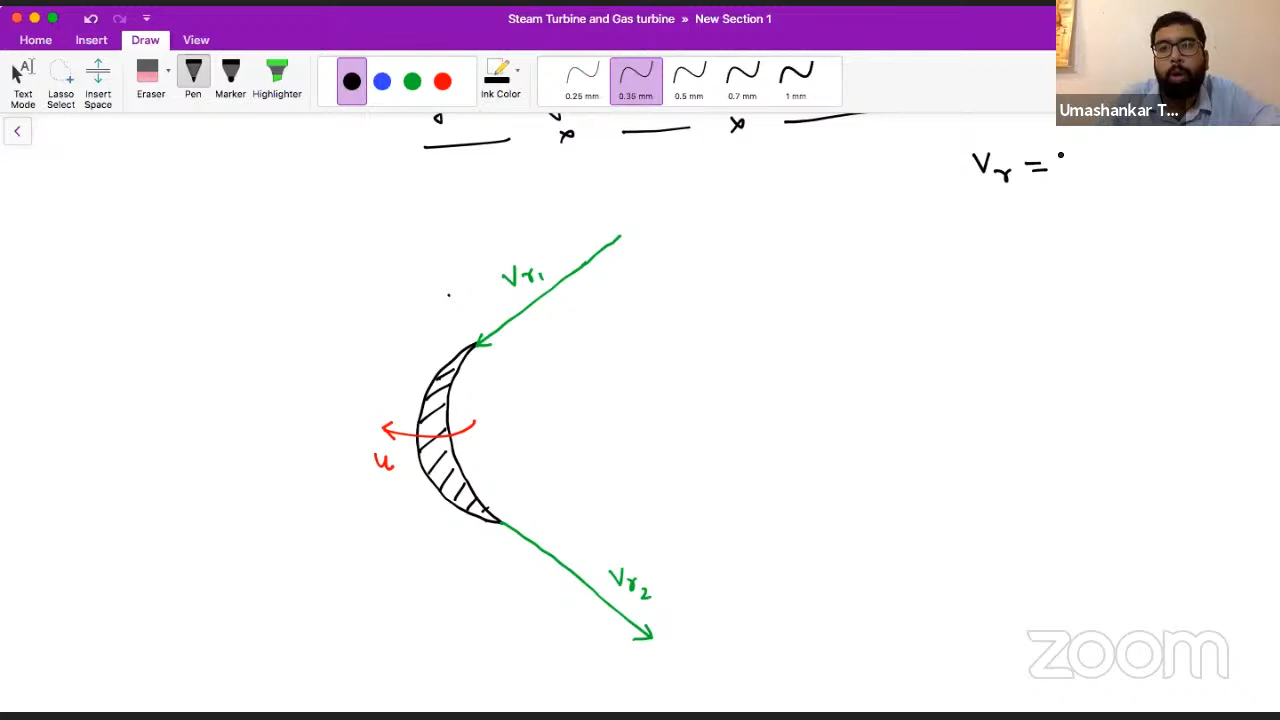 Steam Turbine and Gas turbine » New Section 1
Home Insert Draw View
Text Mode
Lasso Select
Insert Space
Eraser
Pen
Marker
Highlighter
Ink Color
0.25 mm
0.35 mm
0.5 mm
0.7 mm
1 mm
Umashankar T...
Vr =
Vr1
u
Vr2
zoom